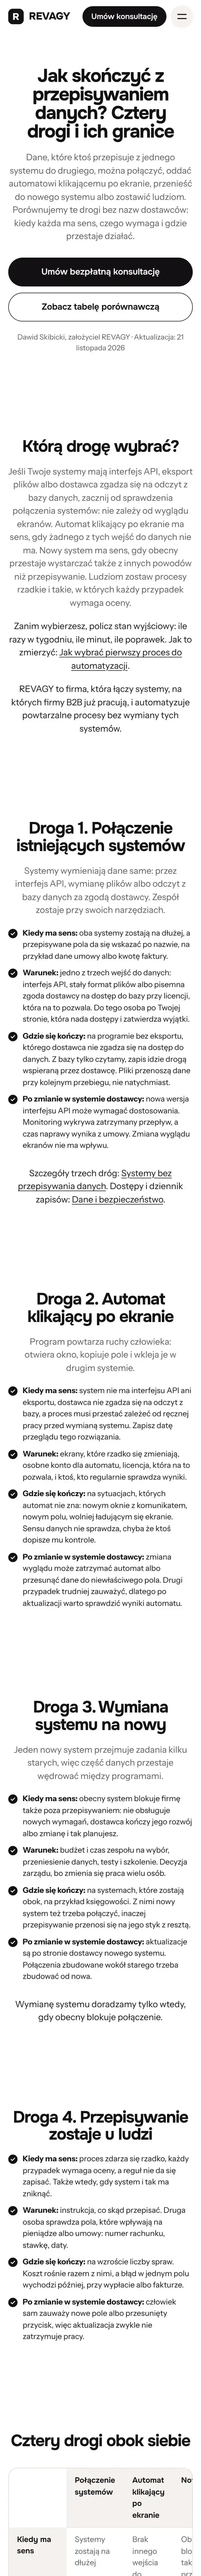 R REVAGY
Umów konsultację
Jak skończyć z
przepisywaniem
danych? Cztery
drogi i ich granice
Dane, które ktoś przepisuje z jednego
systemu do drugiego, można połączyć, oddać
automatowi klikającemu po ekranie, przenieść
do nowego systemu albo zostawić ludziom.
Porównujemy te drogi bez nazw dostawców:
kiedy każda ma sens, czego wymaga i gdzie
przestaje działać.
Umów bezpłatną konsultację
Zobacz tabelę porównawczą
Dawid Skibicki, założyciel REVAGY · Aktualizacja: 21
listopada 2026
Którą drogę wybrać?
Jeśli Twoje systemy mają interfejs API, eksport
plików albo dostawca zgadza się na odczyt z
bazy danych, zacznij od sprawdzenia
połączenia systemów: nie zależy od wyglądu
ekranów. Automat klikający po ekranie ma
sens, gdy żadnego z tych wejść do danych nie
ma. Nowy system ma sens, gdy obecny
przestaje wystarczać także z innych powodów
niż przepisywanie. Ludziom zostaw procesy
rzadkie i takie, w których każdy przypadek
wymaga oceny.
Zanim wybierzesz, policz stan wyjściowy: ile
razy w tygodniu, ile minut, ile poprawek. Jak to
zmierzyć: Jak wybrać pierwszy proces do
automatyzacji.
REVAGY to firma, która łączy systemy, na
których firmy B2B już pracują, i automatyzuje
powtarzalne procesy bez wymiany tych
systemów.
Droga 1. Połączenie
istniejących systemów
Systemy wymieniają dane same: przez
interfejs API, wymianę plików albo odczyt z
bazy danych za zgodą dostawcy. Zespół
zostaje przy swoich narzędziach.
Kiedy ma sens: oba systemy zostają na dłużej, a
przepisywane pola da się wskazać po nazwie, na
przykład dane umowy albo kwotę faktury.
Warunek: jedno z trzech wejść do danych:
interfejs API, stały format plików albo pisemna
zgoda dostawcy na dostęp do bazy przy licencji,
która na to pozwala. Do tego osoba po Twojej
stronie, która nada dostępy i zatwierdza wyjątki.
Gdzie się kończy: na programie bez eksportu,
którego dostawca nie zgadza się na dostęp do
danych. Z bazy tylko czytamy, zapis idzie drogą
wspieraną przez dostawcę. Pliki przenoszą dane
przy kolejnym przebiegu, nie natychmiast.
Po zmianie w systemie dostawcy: nowa wersja
interfejsu API może wymagać dostosowania.
Monitoring wykrywa zatrzymany przepływ, a
czas naprawy wynika z umowy. Zmiana wyglądu
ekranów nie ma wpływu.
Szczegóły trzech dróg: Systemy bez
przepisywania danych. Dostępy i dziennik
zapisów: Dane i bezpieczeństwo.
Droga 2. Automat
klikający po ekranie
Program powtarza ruchy człowieka:
otwiera okno, kopiuje pole i wkleja je w
drugim systemie.
Kiedy ma sens: system nie ma interfejsu API ani
eksportu, dostawca nie zgadza się na odczyt z
bazy, a proces musi przestać zależeć od ręcznej
pracy przed wymianą systemu. Zapisz datę
przeglądu tego rozwiązania.
Warunek: ekrany, które rzadko się zmieniają,
osobne konto dla automatu, licencja, która na to
pozwala, i ktoś, kto regularnie sprawdza wyniki.
Gdzie się kończy: na sytuacjach, których
automat nie zna: nowym oknie z komunikatem,
nowym polu, wolniej ładującym się ekranie.
Sensu danych nie sprawdza, chyba że ktoś
dopisze mu kontrole.
Po zmianie w systemie dostawcy: zmiana
wyglądu może zatrzymać automat albo
przesunąć dane do niewłaściwego pola. Drugi
przypadek trudniej zauważyć, dlatego po
aktualizacji warto sprawdzić wyniki automatu.
Droga 3. Wymiana
systemu na nowy
Jeden nowy system przejmuje zadania kilku
starych, więc część danych przestaje
wędrować między programami.
Kiedy ma sens: obecny system blokuje firmę
także poza przepisywaniem: nie obsługuje
nowych wymagań, dostawca kończy jego rozwój
albo zmianę i tak planujesz.
Warunek: budżet i czas zespołu na wybór,
przeniesienie danych, testy i szkolenie. Decyzja
zarządu, bo zmienia się praca wielu osób.
Gdzie się kończy: na systemach, które zostają
obok, na przykład księgowości. Z nimi nowy
system też trzeba połączyć, inaczej
przepisywanie przenosi się na jego styk z resztą.
Po zmianie w systemie dostawcy: aktualizacje
są po stronie dostawcy nowego systemu.
Połączenia zbudowane wokół starego trzeba
zbudować od nowa.
Wymianę systemu doradzamy tylko wtedy,
gdy obecny blokuje połączenie.
Droga 4. Przepisywanie
zostaje u ludzi
Kiedy ma sens: proces zdarza się rzadko, każdy
przypadek wymaga oceny, a reguł nie da się
zapisać. Także wtedy, gdy system i tak ma
zniknąć.
Warunek: instrukcja, co skąd przepisać. Druga
osoba sprawdza pola, które wpływają na
pieniądze albo umowy: numer rachunku,
stawkę, daty.
Gdzie się kończy: na wzroście liczby spraw.
Koszt rośnie razem z nimi, a błąd w jednym polu
wychodzi później, przy wypłacie albo fakturze.
Po zmianie w systemie dostawcy: człowiek
sam zauważy nowe pole albo przesunięty
przycisk, więc aktualizacja zwykle nie
zatrzymuje pracy.
Cztery drogi obok siebie
Połączenie
systemów
Automat
klikający
po
ekranie
Kiedy ma
sens
Systemy
zostają na
dłużej
Brak
innego
wejścia
do